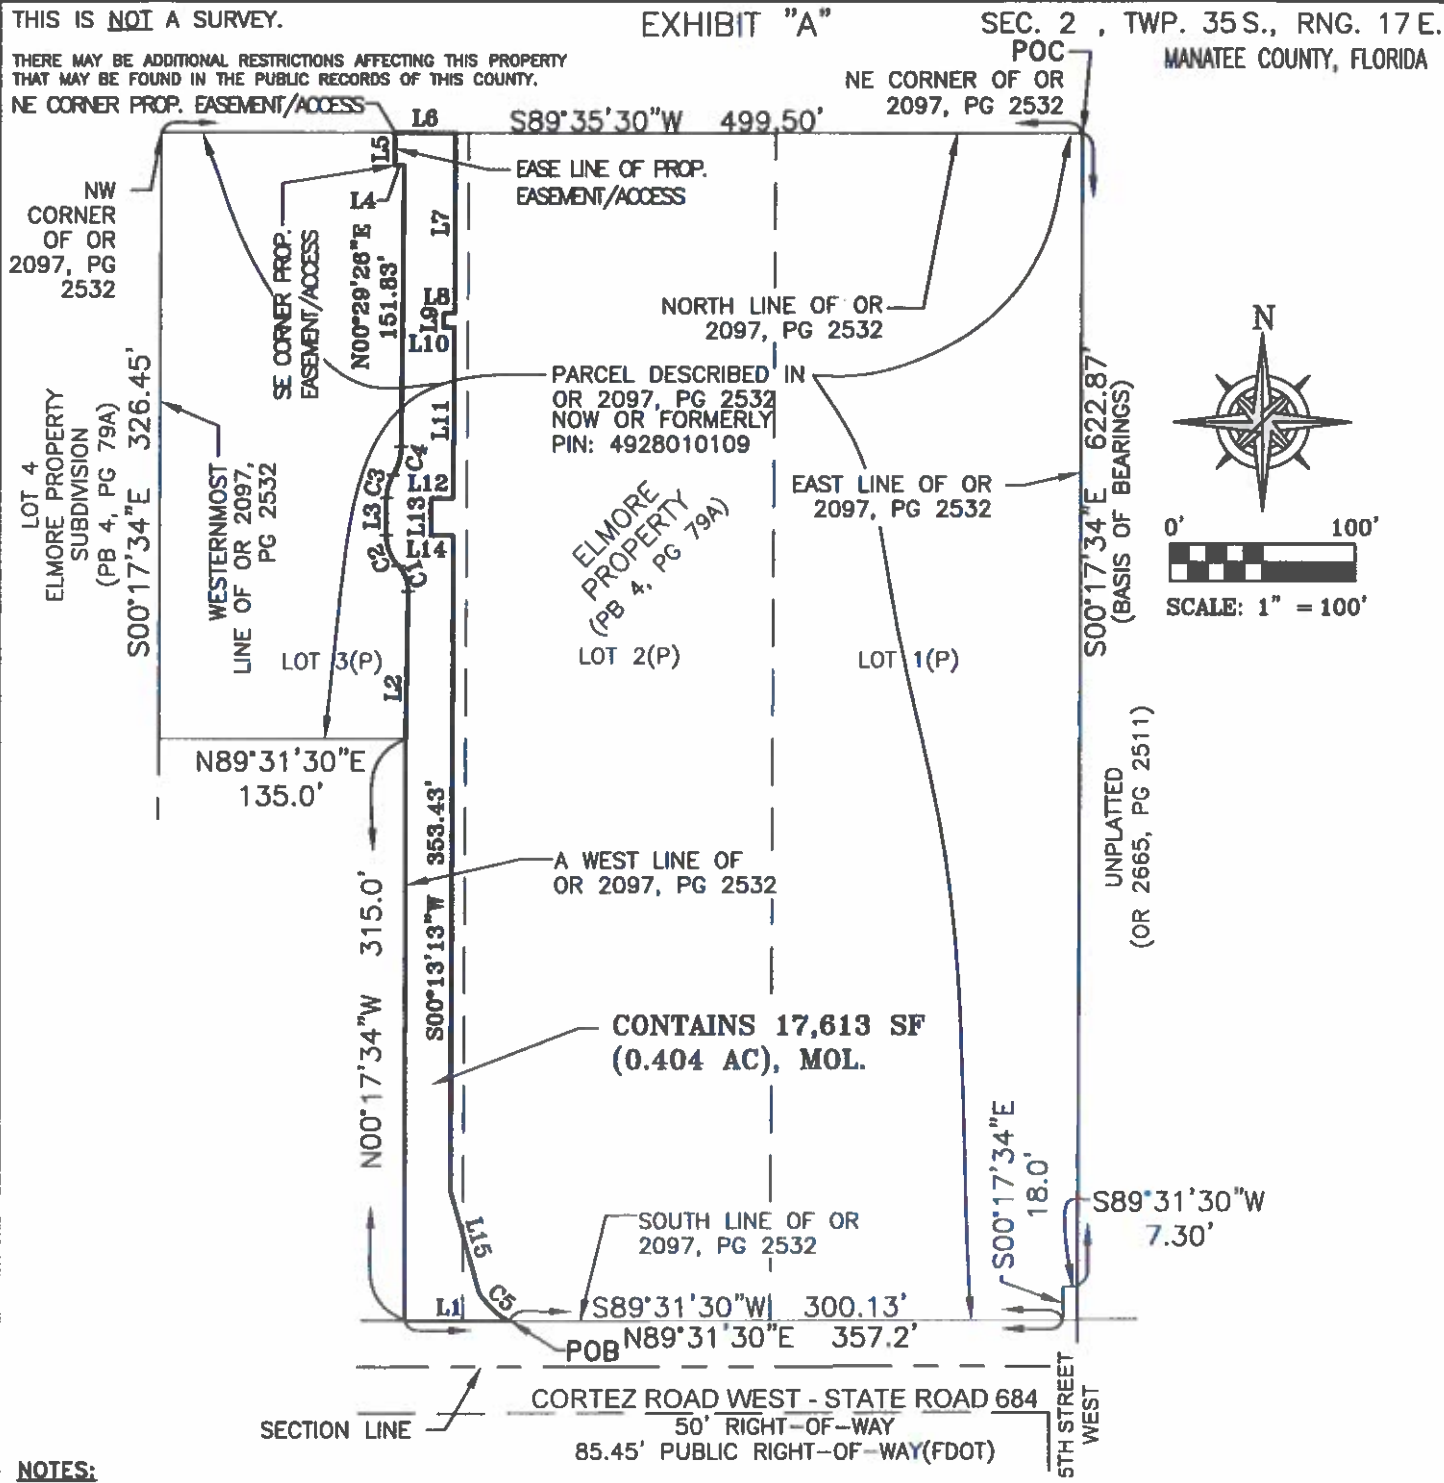 THIS IS NOT A SURVEY.
EXHIBIT "A"
SEC. 2 , TWP. 35 S., RNG. 17 E.
MANATEE COUNTY, FLORIDA
THERE MAY BE ADDITIONAL RESTRICTIONS AFFECTING THIS PROPERTY
THAT MAY BE FOUND IN THE PUBLIC RECORDS OF THIS COUNTY.
NE CORNER PROP. EASEMENT/ACCESS
POC
NE CORNER OF OR
2097, PG 2532
L6
S89°35'30"W 499.50'
L5
EASE LINE OF PROP.
EASEMENT/ACCESS
NW
CORNER
OF OR
2097, PG
2532
L4
L7
SE CORNER PROP.
EASEMENT/ACCESS
N00°29'26"E
151.83'
L8
L9
L10
NORTH LINE OF OR
2097, PG 2532
N
PARCEL DESCRIBED IN
OR 2097, PG 2532
NOW OR FORMERLY
PIN: 4928010109
L11
LOT 4
ELMORE PROPERTY
SUBDIVISION
(PB 4, PG 79A)
S00°17'34"E 326.45'
WESTERNMOST
LINE OF OR 2097,
PG 2532
C4
C3
L12
L3
L13
L14
C2
C1
EAST LINE OF OR
2097, PG 2532
S00°17'34"E 622.87'
(BASIS OF BEARINGS)
0' 100'
SCALE: 1" = 100'
ELMORE
PROPERTY
(PB 4, PG 79A)
LOT 3(P)
LOT 2(P)
LOT 1(P)
L2
N89°31'30"E
135.0'
UNPLATTED
(OR 2665, PG 2511)
S00°13'13"W 353.43'
A WEST LINE OF
OR 2097, PG 2532
N00°17'34"W 315.0'
CONTAINS 17,613 SF
(0.404 AC), MOL.
S00°17'34"E
18.0'
S89°31'30"W
7.30'
SOUTH LINE OF OR
2097, PG 2532
L15
C5
L1
S89°31'30"W 300.13'
N89°31'30"E 357.2'
POB
SECTION LINE
CORTEZ ROAD WEST - STATE ROAD 684
50' RIGHT-OF-WAY
85.45' PUBLIC RIGHT-OF-WAY(FDOT)
5TH STREET
WEST
NOTES: